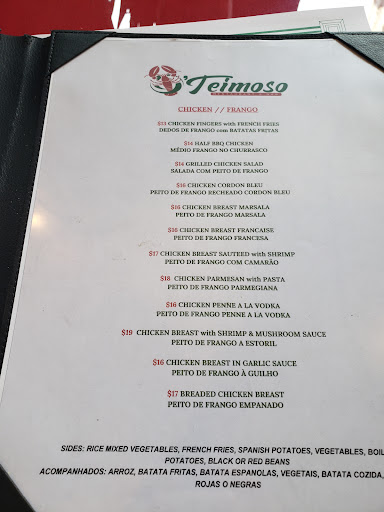 O'Teimoso
CHICKEN // FRANGO
$13 CHICKEN FINGERS with FRENCH FRIES
DEDOS DE FRANGO com BATATAS FRITAS
$14 HALF BBQ CHICKEN
MÉDIO FRANGO NO CHURRASCO
$14 GRILLED CHICKEN SALAD
SALADA COM PEITO DE FRANGO
$16 CHICKEN CORDON BLEU
PEITO DE FRANGO RECHEADO CORDON BLEU
$16 CHICKEN BREAST MARSALA
PEITO DE FRANGO MARSALA
$16 CHICKEN BREAST FRANCAISE
PEITO DE FRANGO FRANCESA
$17 CHICKEN BREAST SAUTEED with SHRIMP
PEITO DE FRANGO COM CAMARÃO
$18 CHICKEN PARMESAN with PASTA
PEITO DE FRANGO PARMEGIANA
$16 CHICKEN PENNE A LA VODKA
PEITO DE FRANGO PENNE A LA VODKA
$19 CHICKEN BREAST with SHRIMP & MUSHROOM SAUCE
PEITO DE FRANGO A ESTORIL
$16 CHICKEN BREAST IN GARLIC SAUCE
PEITO DE FRANGO À GUILHO
$17 BREADED CHICKEN BREAST
PEITO DE FRANGO EMPANADO
SIDES: RICE MIXED VEGETABLES, FRENCH FRIES, SPANISH POTATOES, VEGETABLES, BOIL
POTATOES, BLACK OR RED BEANS
ACOMPANHADOS: ARROZ, BATATA FRITAS, BATATA ESPANOLAS, VEGETAIS, BATATA COZIDA,
ROJAS O NEGRAS